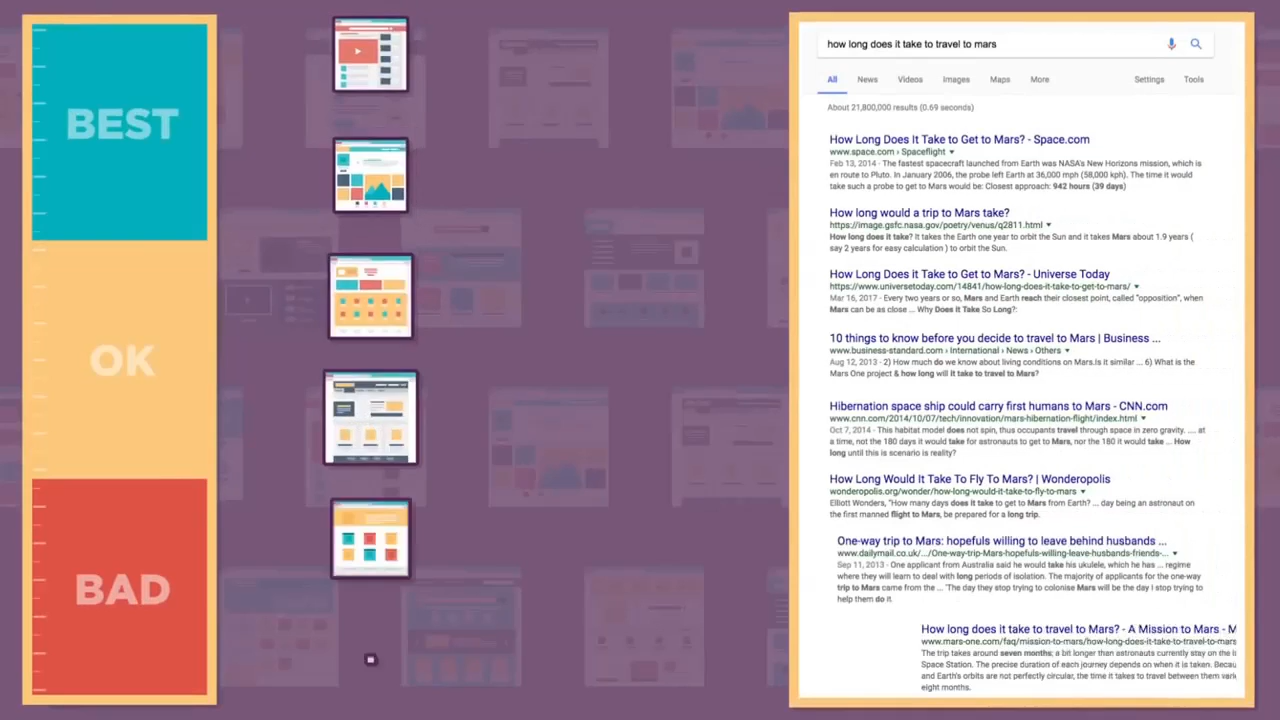 BEST
OK
BAD
how long does it take to travel to mars
All News Videos Images Maps More Settings Tools
About 21,800,000 results (0.69 seconds)
How Long Does It Take to Get to Mars? - Space.com
www.space.com › Spaceflight
Feb 13, 2014 - The fastest spacecraft launched from Earth was NASA's New Horizons mission, which is
en route to Pluto. In January 2006, the probe left Earth at 36,000 mph (58,000 kph). The time it would
take such a probe to get to Mars would be: Closest approach: 942 hours (39 days)
How long would a trip to Mars take?
https://image.gsfc.nasa.gov/poetry/venus/q2811.html
How long does it take? It takes the Earth one year to orbit the Sun and it takes Mars about 1.9 years (
say 2 years for easy calculation ) to orbit the Sun.
How Long Does it Take to Get to Mars? - Universe Today
https://www.universetoday.com/14841/how-long-does-it-take-to-get-to-mars/
Mar 16, 2017 - Every two years or so, Mars and Earth reach their closest point, called "opposition", when
Mars can be as close ... Why Does it Take So Long?:
10 things to know before you decide to travel to Mars | Business ...
www.business-standard.com › International › News › Others
Aug 12, 2013 - 2) How much do we know about living conditions on Mars.Is it similar ... 6) What is the
Mars One project & how long will it take to travel to Mars?
Hibernation space ship could carry first humans to Mars - CNN.com
www.cnn.com/2014/10/07/tech/innovation/mars-hibernation-flight/index.html
Oct 7, 2014 - This habitat model does not spin, thus occupants travel through space in zero gravity. .... at
a time, not the 180 days it would take for astronauts to get to Mars, nor the 180 it would take ... How
long until this is scenario is reality?
How Long Would It Take To Fly To Mars? | Wonderopolis
wonderopolis.org/wonder/how-long-would-it-take-to-fly-to-mars
Elliott Wonders, "How many days does it take to get to Mars from Earth? ... day being an astronaut on
the first manned flight to Mars, be prepared for a long trip.
One-way trip to Mars: hopefuls willing to leave behind husbands ...
www.dailymail.co.uk/.../One-way-trip-Mars-hopefuls-willing-leave-husbands-friends-...
Sep 11, 2013 - One applicant from Australia said he would take his ukulele, which he has ... regime
where they will learn to deal with long periods of isolation. The majority of applicants for the one-way
trip to Mars came from the ... 'The day they stop trying to colonise Mars will be the day I stop trying to
help them do it.
How long does it take to travel to Mars? - A Mission to Mars - M
www.mars-one.com/faq/mission-to-mars/how-long-does-it-take-to-travel-to-mars
The trip takes around seven months; a bit longer than astronauts currently stay on the
Space Station. The precise duration of each journey depends on when it is taken.
and Earth's orbits are not perfectly circular, the time it takes to travel between them
eight months.